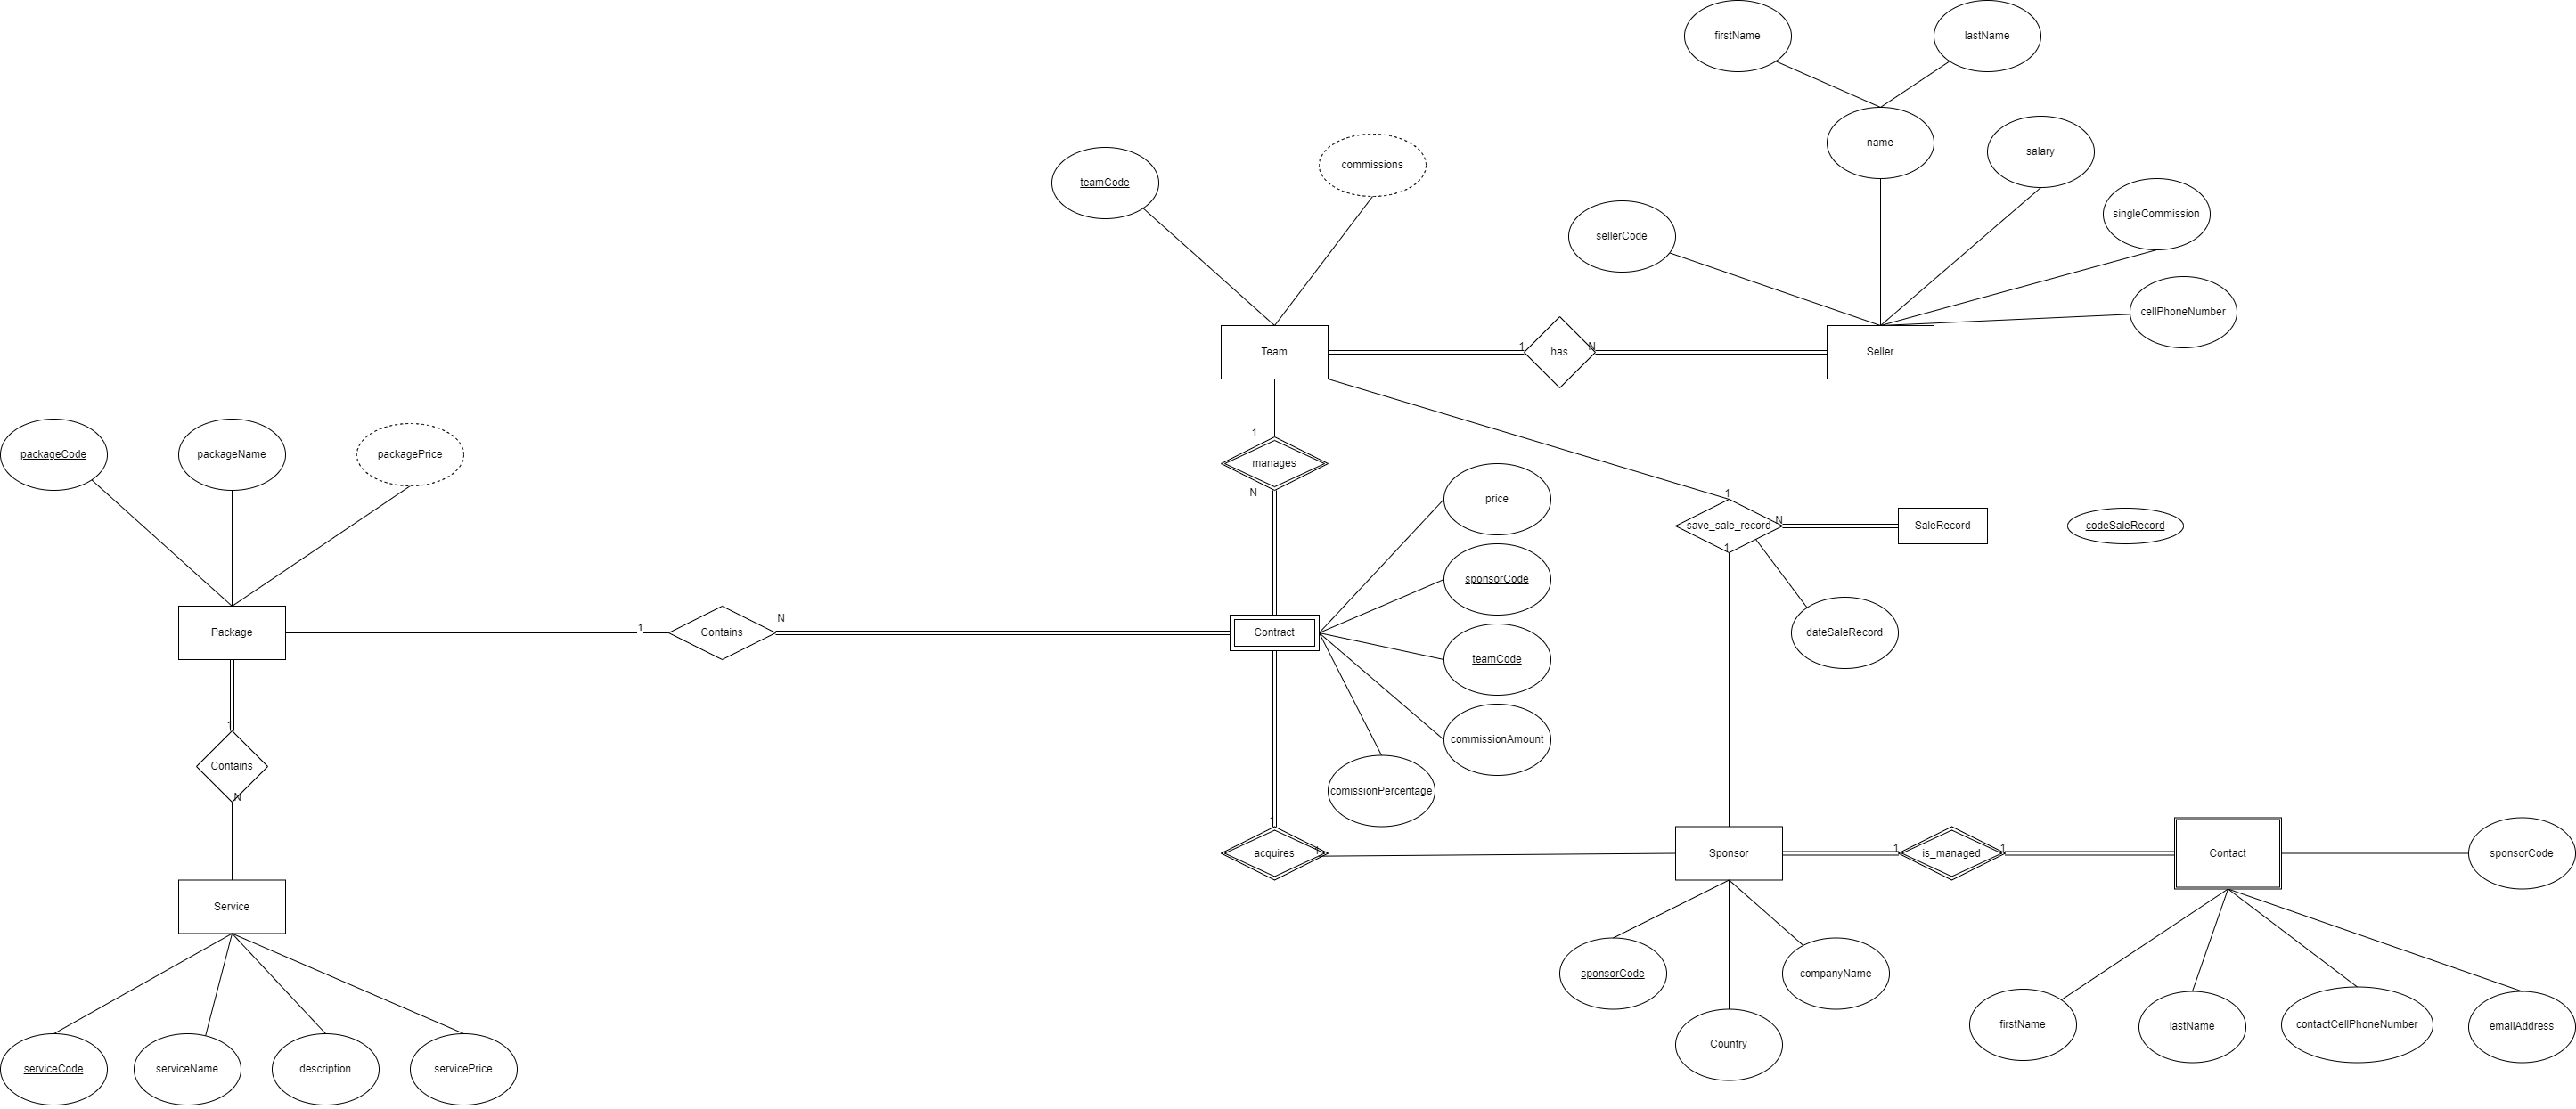 firstName
lastName
name
salary
commissions
teamCode
singleCommission
sellerCode
cellPhoneNumber
Team
1
has
N
Seller
1
manages
N
packageCode
packageName
packagePrice
price
1
save_sale_record
N
1
SaleRecord
codeSaleRecord
sponsorCode
dateSaleRecord
Package
1
Contains
N
Contract
teamCode
1
Contains
N
commissionAmount
comissionPercentage
1
acquires
1
Sponsor
1
is_managed
1
Contact
sponsorCode
Service
sponsorCode
companyName
Country
firstName
lastName
contactCellPhoneNumber
emailAddress
serviceCode
serviceName
description
servicePrice